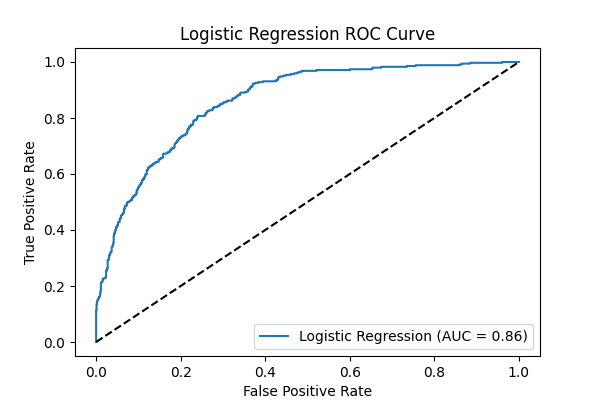 Logistic Regression ROC Curve
1.0
0.8
0.6
0.4
0.2
0.0
True Positive Rate
Logistic Regression (AUC = 0.86)
0.0 0.2 0.4 0.6 0.8 1.0
False Positive Rate